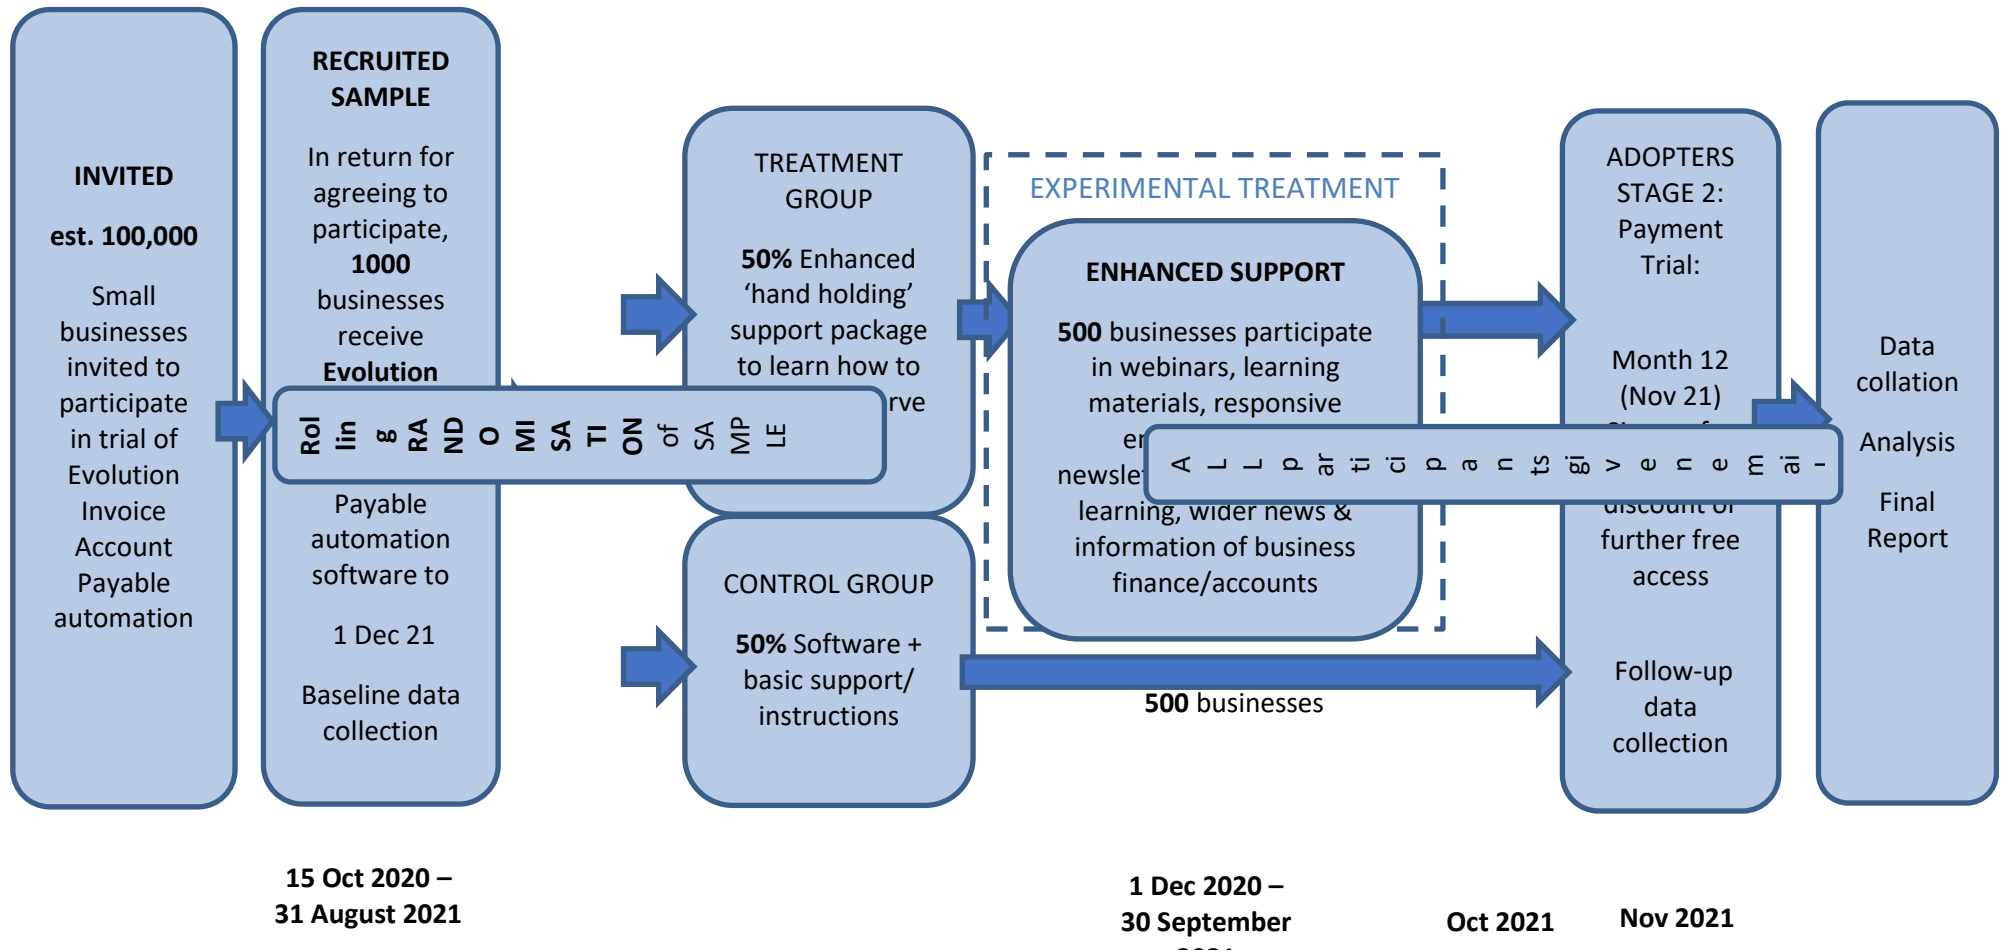 INVITED
est. 100,000
Small
businesses
invited to
participate
in trial of
Evolution
Invoice
Account
Payable
automation
RECRUITED
SAMPLE
In return for
agreeing to
participate,
1000
businesses
receive
Evolution
Payable
automation
software to
1 Dec 21
Baseline data
collection
Rol
lin
g
RA
ND
O
MI
SA
TI
ON
of
SA
MP
LE
TREATMENT
GROUP
50% Enhanced
‘hand holding’
support package
to learn how to
rve
CONTROL GROUP
50% Software +
basic support/
instructions
EXPERIMENTAL TREATMENT
ENHANCED SUPPORT
500 businesses participate
in webinars, learning
materials, responsive
newslet
learning, wider news &
information of business
finance/accounts
500 businesses
A
L
L
p
ar
ti
ci
p
a
n
ts
gi
v
e
n
e
m
ai
ADOPTERS
STAGE 2:
Payment
Trial:
Month 12
(Nov 21)
discount or
further free
access
Follow-up
data
collection
Data
collation
Analysis
Final
Report
15 Oct 2020 –
31 August 2021
1 Dec 2020 –
30 September
2021
Oct 2021
Nov 2021